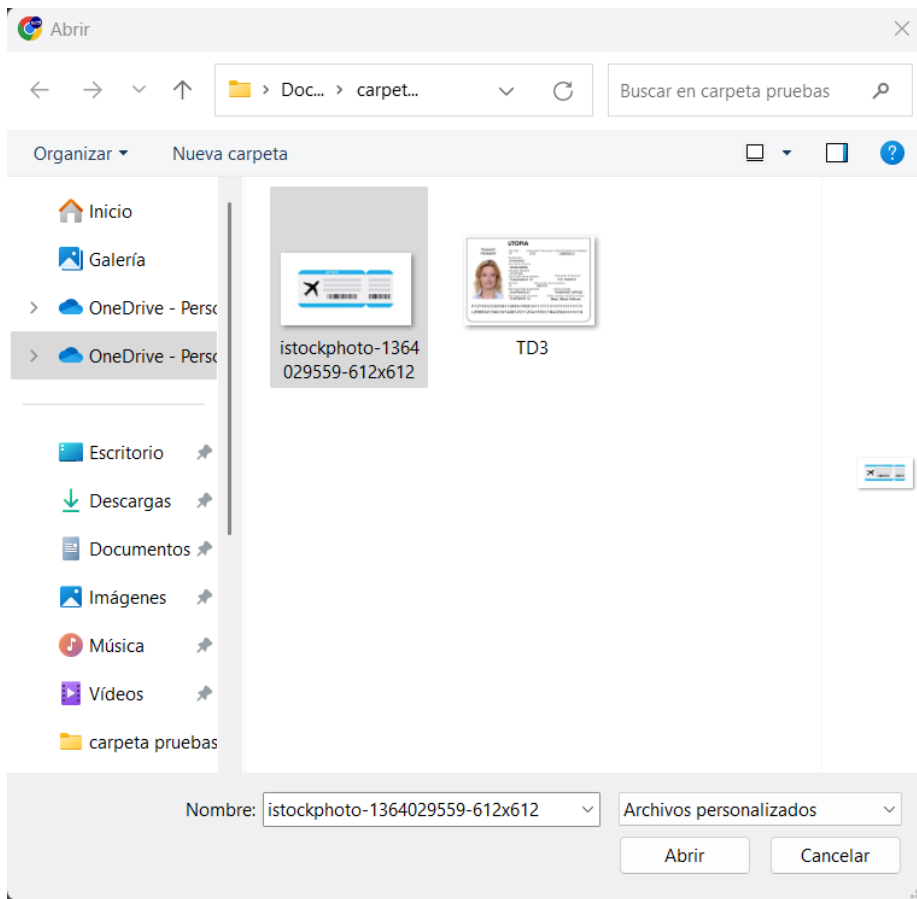 Abrir
Doc... carpet...
Buscar en carpeta pruebas
Organizar
Nueva carpeta
?
Inicio
Galería
OneDrive - Perso
OneDrive - Perso
Escritorio
Descargas
Documentos
Imágenes
Música
Vídeos
carpeta pruebas
istockphoto-1364
029559-612x612
UTOPIA
TD3
Nombre: istockphoto-1364029559-612x612
Archivos personalizados
Abrir
Cancelar